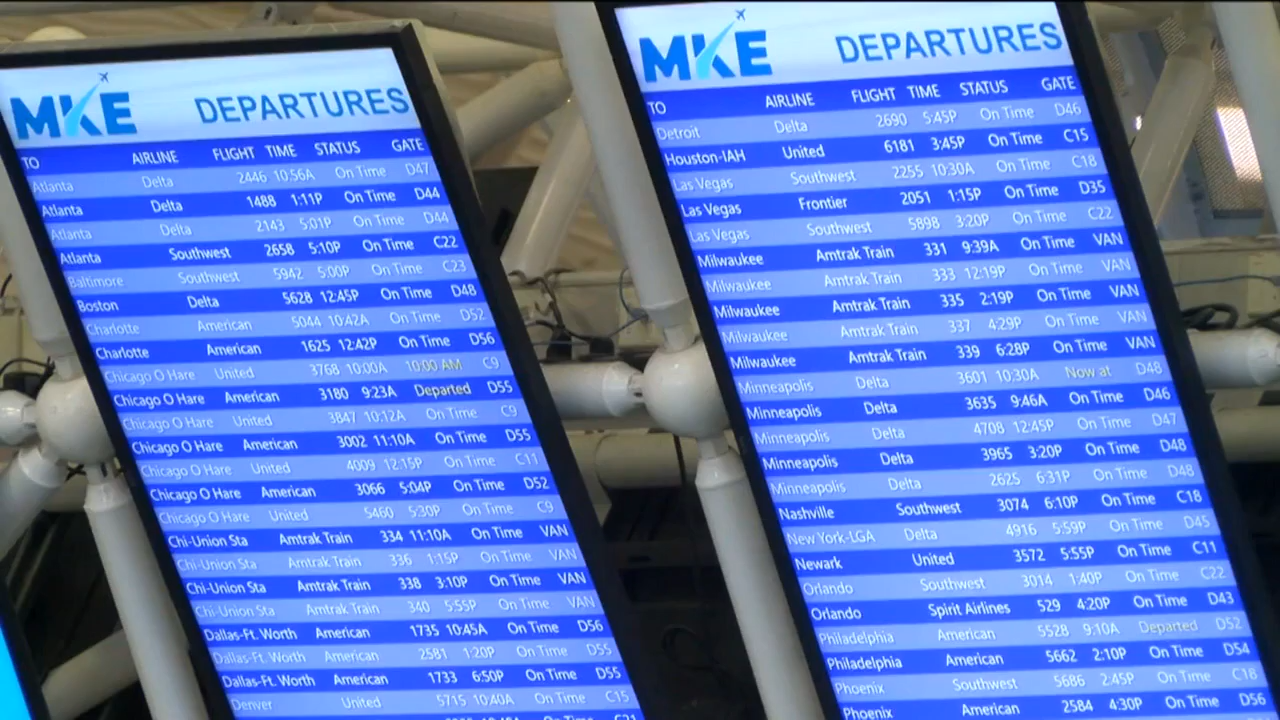 MKE DEPARTURES
TO AIRLINE FLIGHT TIME STATUS GATE
Atlanta Delta 2446 10:56A On Time D47
Atlanta Delta 1488 1:11P On Time D44
Atlanta Delta 2143 5:01P On Time D44
Atlanta Southwest 2658 5:10P On Time C22
Baltimore Southwest 5942 5:00P On Time C23
Boston Delta 5628 12:45P On Time D48
Charlotte American 5044 10:42A On Time D52
Charlotte American 1625 12:42P On Time D56
Chicago O Hare United 3768 10:00A 10:00 AM C9
Chicago O Hare American 3180 9:23A Departed D55
Chicago O Hare United 3847 10:12A On Time C9
Chicago O Hare American 3002 11:10A On Time D55
Chicago O Hare United 4009 12:15P On Time C11
Chicago O Hare American 3066 5:04P On Time D52
Chicago O Hare United 5460 5:30P On Time C9
Chi-Union Sta Amtrak Train 334 11:10A On Time VAN
Chi-Union Sta Amtrak Train 336 1:15P On Time VAN
Chi-Union Sta Amtrak Train 338 3:10P On Time VAN
Chi-Union Sta Amtrak Train 340 5:55P On Time VAN
Dallas-Ft. Worth American 1735 10:45A On Time D56
Dallas-Ft. Worth American 2581 1:20P On Time D55
Dallas-Ft. Worth American 1733 6:50P On Time D55
Denver United 5715 10:40A On Time C15
MKE DEPARTURES
TO AIRLINE FLIGHT TIME STATUS GATE
Detroit Delta 2690 5:45P On Time D46
Houston-IAH United 6181 3:45P On Time C15
Las Vegas Southwest 2255 10:30A On Time C18
Las Vegas Frontier 2051 1:15P On Time D35
Las Vegas Southwest 5898 3:20P On Time C22
Milwaukee Amtrak Train 331 9:39A On Time VAN
Milwaukee Amtrak Train 333 12:19P On Time VAN
Milwaukee Amtrak Train 335 2:19P On Time VAN
Milwaukee Amtrak Train 337 4:29P On Time VAN
Milwaukee Amtrak Train 339 6:28P On Time VAN
Minneapolis Delta 3601 10:30A Now at D48
Minneapolis Delta 3635 9:46A On Time D46
Minneapolis Delta 4708 12:45P On Time D47
Minneapolis Delta 3965 3:20P On Time D48
Minneapolis Delta 2625 6:31P On Time D48
Nashville Southwest 3074 6:10P On Time C18
New York-LGA Delta 4916 5:59P On Time D45
Newark United 3572 5:55P On Time C11
Orlando Southwest 3014 1:40P On Time C22
Orlando Spirit Airlines 529 4:20P On Time D43
Philadelphia American 5528 9:10A Departed D52
Philadelphia American 5662 2:10P On Time D54
Phoenix Southwest 5686 2:45P On Time C18
Phoenix American 2584 4:30P On Time D56